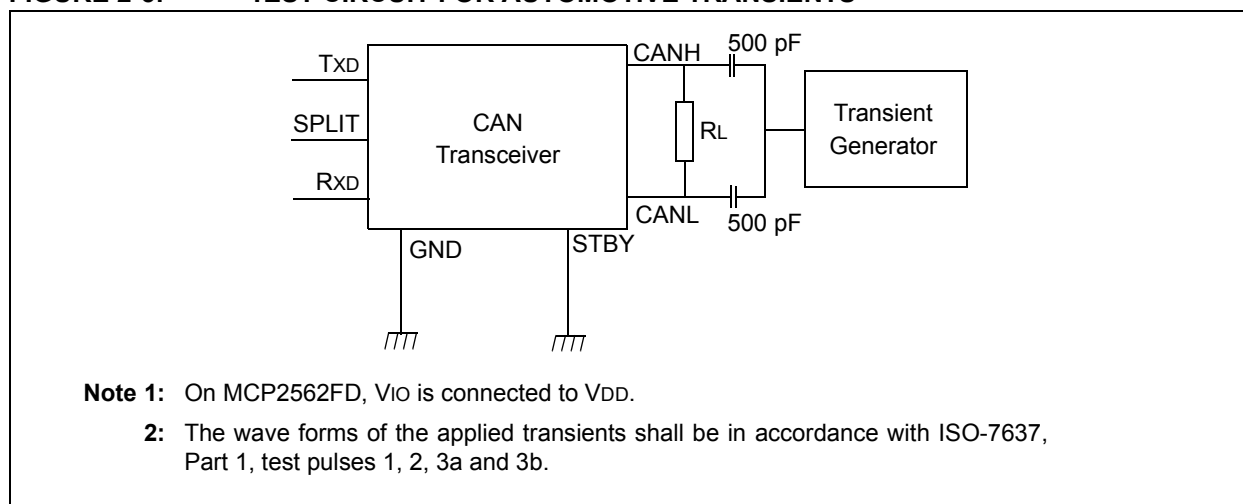 500 pF
CANH
TXD
SPLIT
CAN
Transceiver
RL
Transient
Generator
RXD
CANL
500 pF
GND
STBY
Note 1: On MCP2562FD, VIO is connected to VDD.
2: The wave forms of the applied transients shall be in accordance with ISO-7637,
Part 1, test pulses 1, 2, 3a and 3b.